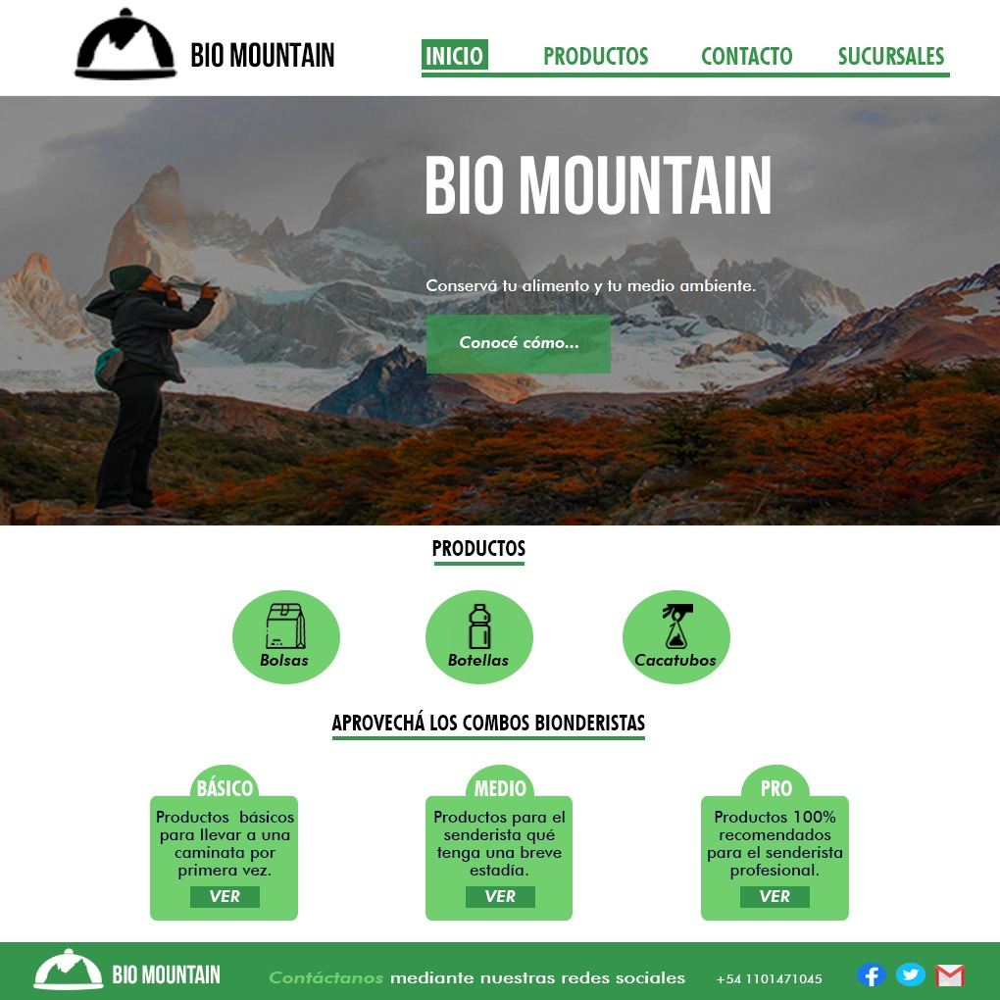 BIO MOUNTAIN
INICIO PRODUCTOS CONTACTO SUCURSALES
BIO MOUNTAIN
Conservá tu alimento y tu medio ambiente.
Conocé cómo...
PRODUCTOS
Bolsas
Botellas
Cacatubos
APROVECHÁ LOS COMBOS BIONDERISTAS
BÁSICO
Productos básicos
para llevar a una
caminata por
primera vez.
VER
MEDIO
Productos para el
senderista qué
tenga una breve
estadía.
VER
PRO
Productos 100%
recomendados
para el senderista
profesional.
VER
BIO MOUNTAIN
Contáctanos mediante nuestras redes sociales
+54 1101471045